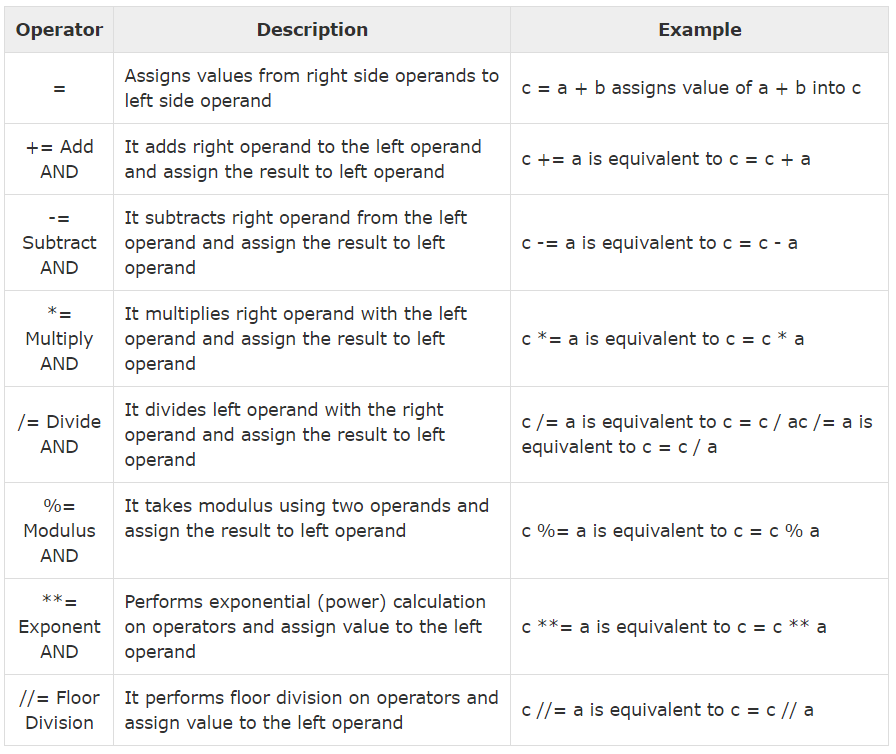 Operator Description Example
=
Assigns values from right side operands to
left side operand
c = a + b assigns value of a + b into c
+= Add
AND
It adds right operand to the left operand
and assign the result to left operand
c += a is equivalent to c = c + a
-=
Subtract
AND
It subtracts right operand from the left
operand and assign the result to left
operand
c -= a is equivalent to c = c - a
*=
Multiply
AND
It multiplies right operand with the left
operand and assign the result to left
operand
c *= a is equivalent to c = c * a
/= Divide
AND
It divides left operand with the right
operand and assign the result to left
operand
c /= a is equivalent to c = c / ac /= a is
equivalent to c = c / a
%=
Modulus
AND
It takes modulus using two operands and
assign the result to left operand
c %= a is equivalent to c = c % a
**=
Exponent
AND
Performs exponential (power) calculation
on operators and assign value to the left
operand
c **= a is equivalent to c = c ** a
//= Floor
Division
It performs floor division on operators and
assign value to the left operand
c //= a is equivalent to c = c // a